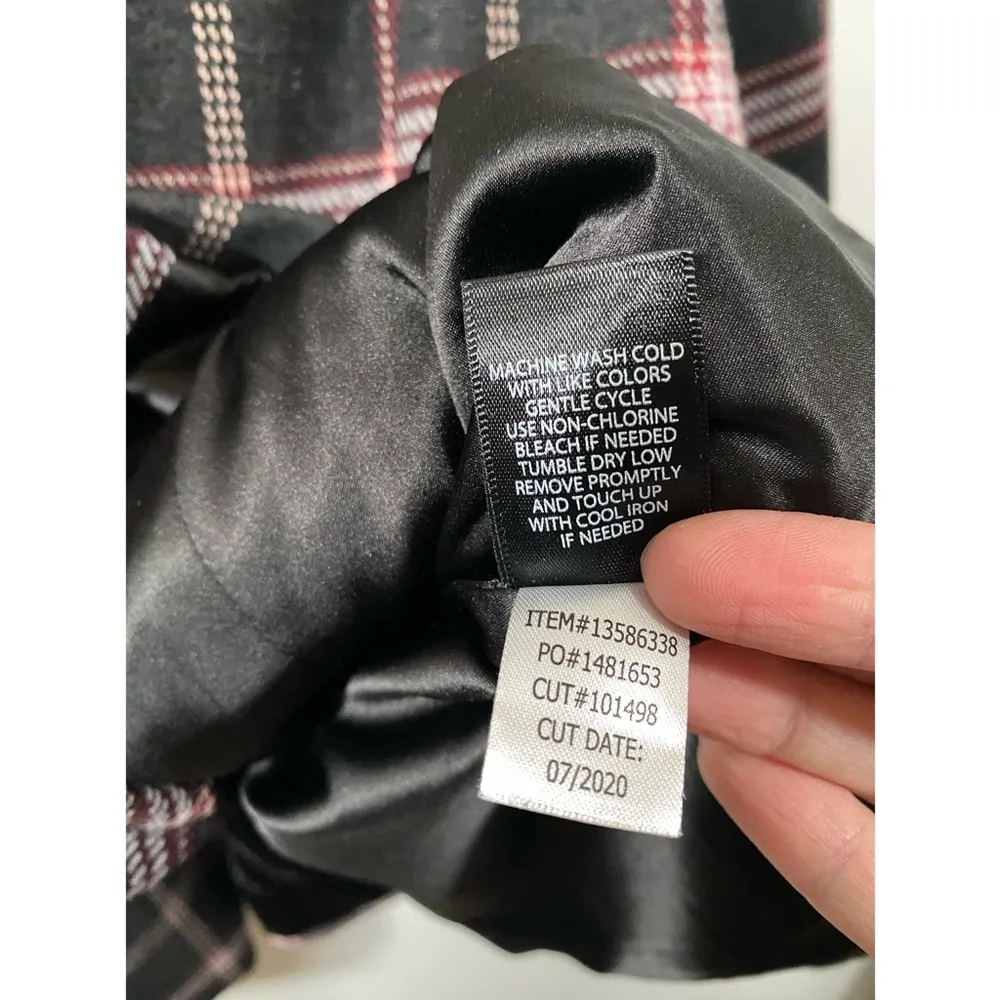 MACHINE WASH COLD
WITH LIKE COLORS
GENTLE CYCLE
USE NON-CHLORINE
BLEACH IF NEEDED
TUMBLE DRY LOW
REMOVE PROMPTLY
AND TOUCH UP
WITH COOL IRON
IF NEEDED
ITEM#13586338
PO#1481653
CUT#101498
CUT DATE:
07/2020